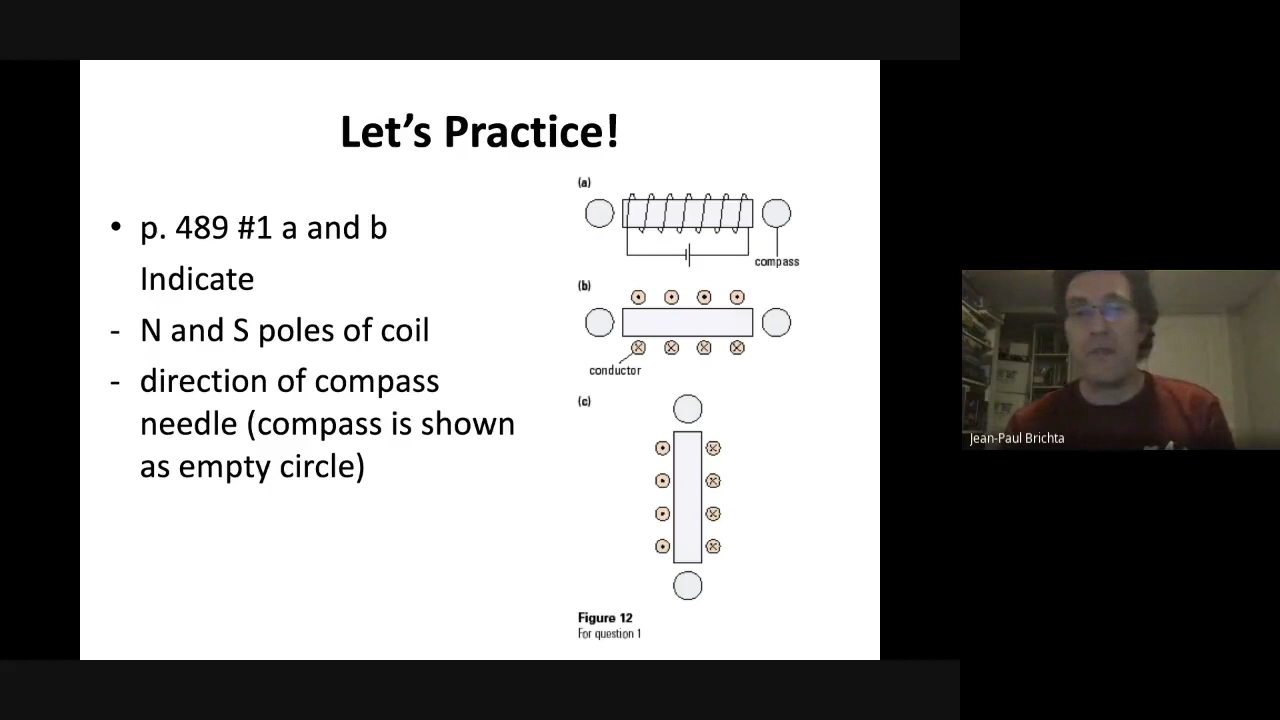 Let's Practice!
• p. 489 #1 a and b
Indicate
- N and S poles of coil
- direction of compass
needle (compass is shown
as empty circle)
(a)
compass
(b)
conductor
(c)
Figure 12
For question 1
Jean-Paul Brichta